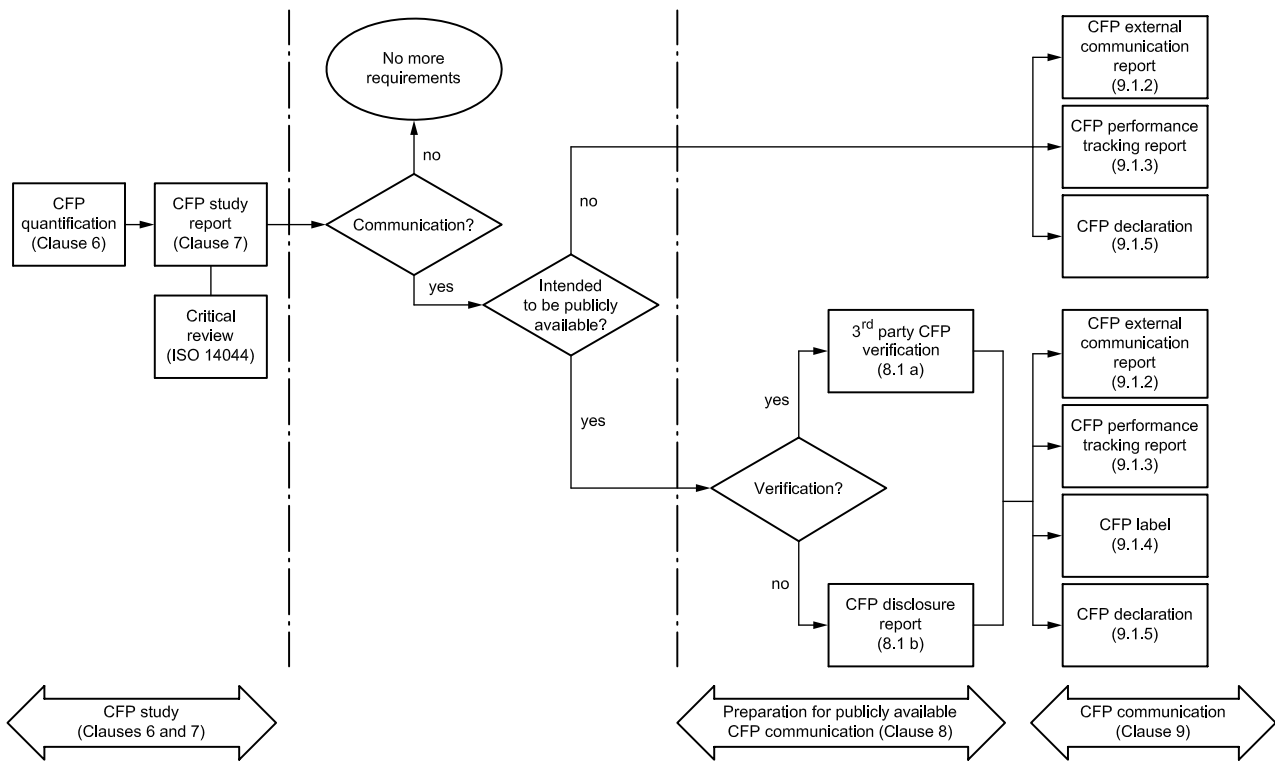 CFP external
communication
report
(9.1.2)
No more
requirements
CFP performance
tracking report
(9.1.3)
no
no
CFP
quantification
(Clause 6)
CFP study
report
(Clause 7)
Communication?
CFP declaration
(9.1.5)
yes
Intended
to be publicly
available?
Critical
review
(ISO 14044)
3rd party CFP
verification
(8.1 a)
CFP external
communication
report
(9.1.2)
yes
yes
CFP performance
tracking report
(9.1.3)
Verification?
CFP label
(9.1.4)
no
CFP disclosure
report
(8.1 b)
CFP declaration
(9.1.5)
CFP study
(Clauses 6 and 7)
Preparation for publicly available
CFP communication (Clause 8)
CFP communication
(Clause 9)